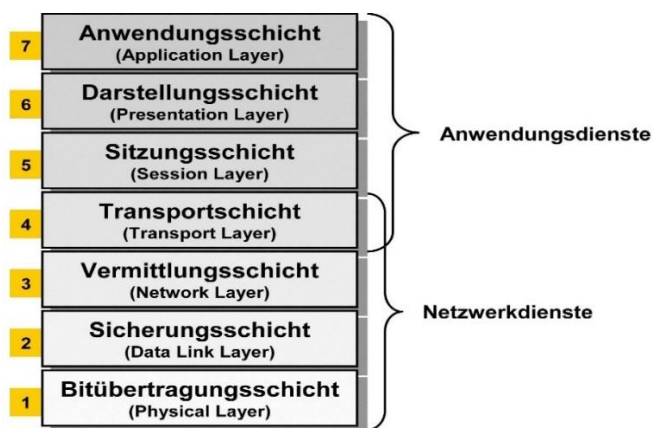 7
Anwendungsschicht
(Application Layer)
6
Darstellungsschicht
(Presentation Layer)
Anwendungsdienste
5
Sitzungsschicht
(Session Layer)
4
Transportschicht
(Transport Layer)
3
Vermittlungsschicht
(Network Layer)
Netzwerkdienste
2
Sicherungsschicht
(Data Link Layer)
1
Bitübertragungsschicht
(Physical Layer)